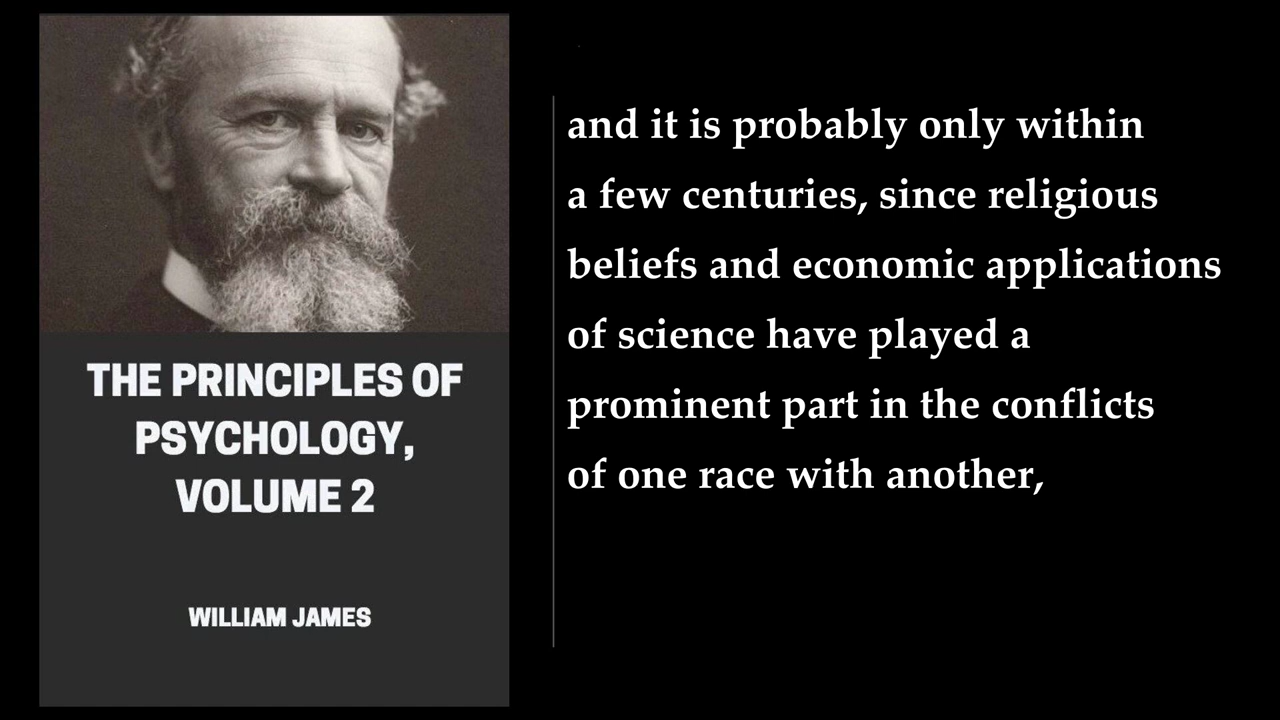 THE PRINCIPLES OF
PSYCHOLOGY,
VOLUME 2
WILLIAM JAMES
and it is probably only within
a few centuries, since religious
beliefs and economic applications
of science have played a
prominent part in the conflicts
of one race with another,